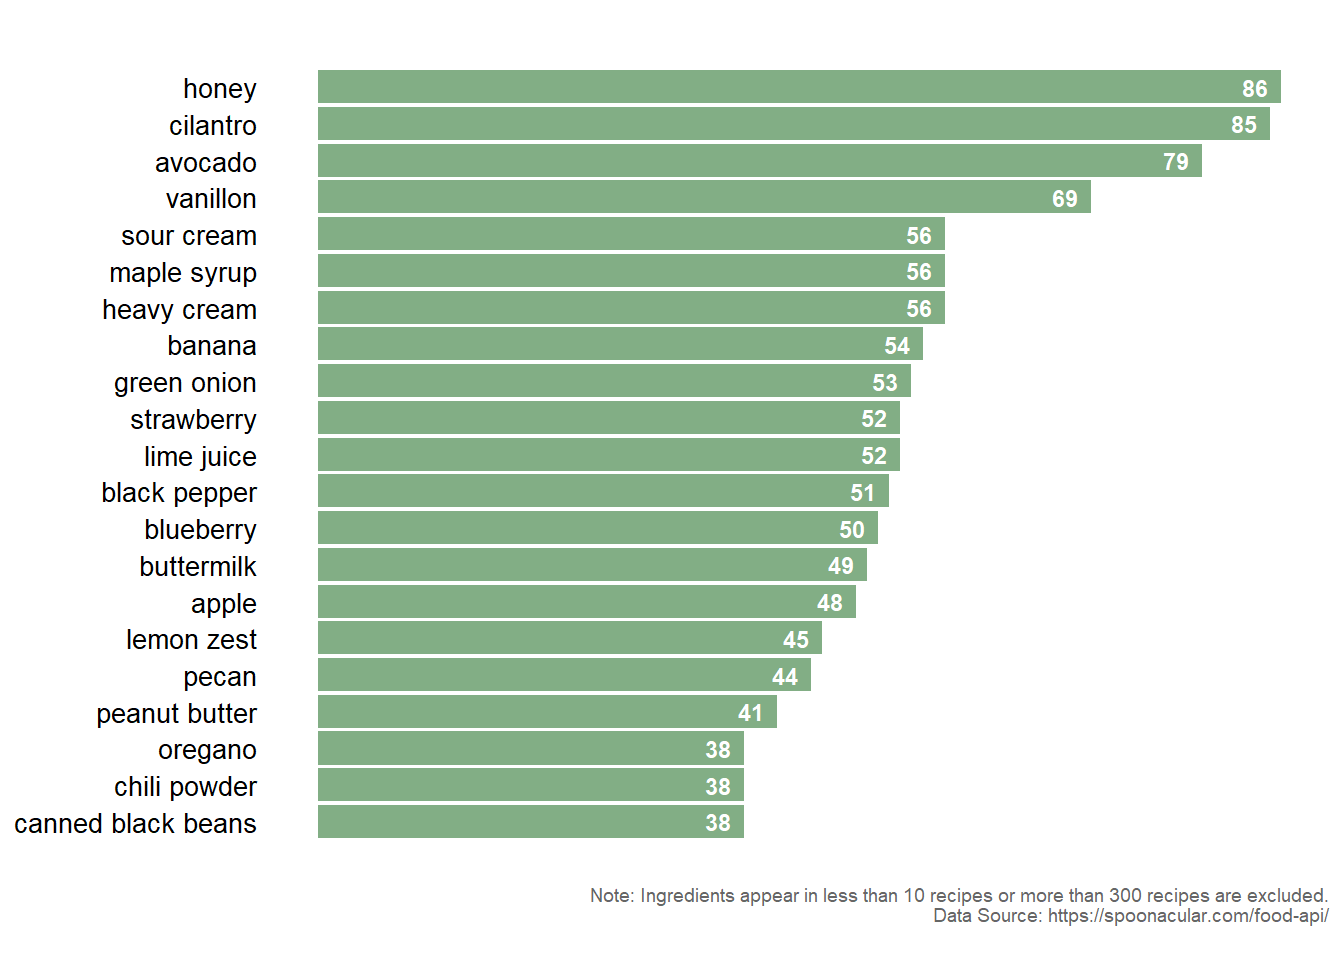 honey 86
cilantro 85
avocado 79
vanillon 69
sour cream 56
maple syrup 56
heavy cream 56
banana 54
green onion 53
strawberry 52
lime juice 52
black pepper 51
blueberry 50
buttermilk 49
apple 48
lemon zest 45
pecan 44
peanut butter 41
oregano 38
chili powder 38
canned black beans 38
Note: Ingredients appear in less than 10 recipes or more than 300 recipes are excluded.
Data Source: https://spoonacular.com/food-api/